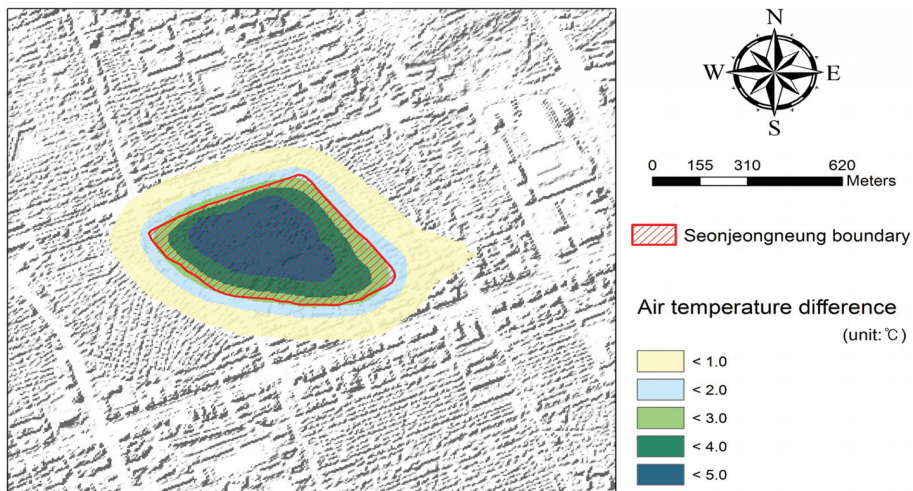 N
W E
S
0 155 310 620
Meters
Seonjeongneung boundary
Air temperature difference
(unit: ℃)
< 1.0
< 2.0
< 3.0
< 4.0
< 5.0